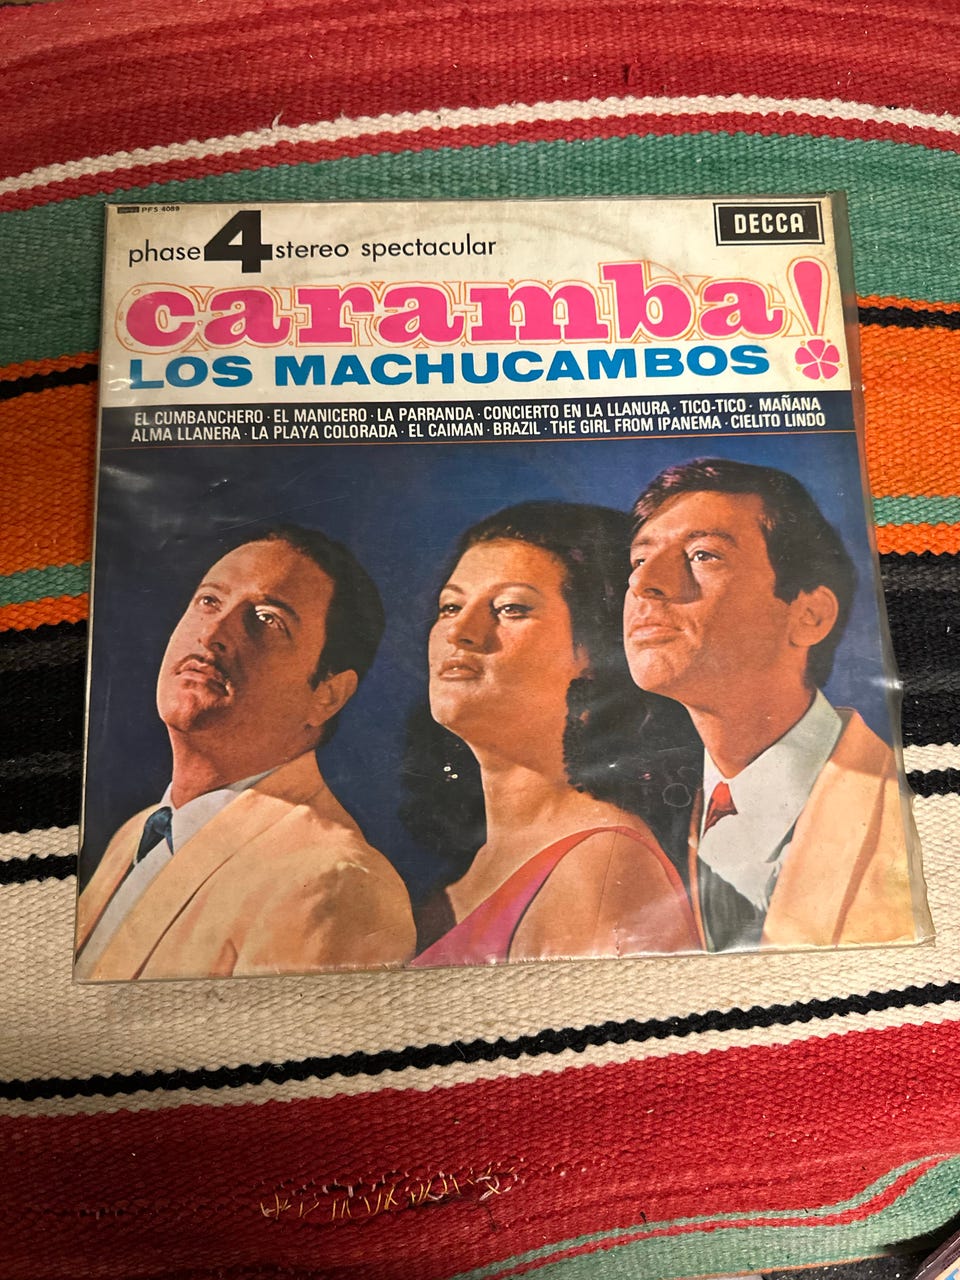 PFS 4089
DECCA
phase 4 stereo spectacular
caramba!
LOS MACHUCAMBOS
EL CUMBANCHERO · EL MANICERO · LA PARRANDA · CONCIERTO EN LA LLANURA · TICO-TICO · MAÑANA
ALMA LLANERA · LA PLAYA COLORADA · EL CAIMAN · BRAZIL · THE GIRL FROM IPANEMA · CIELITO LINDO